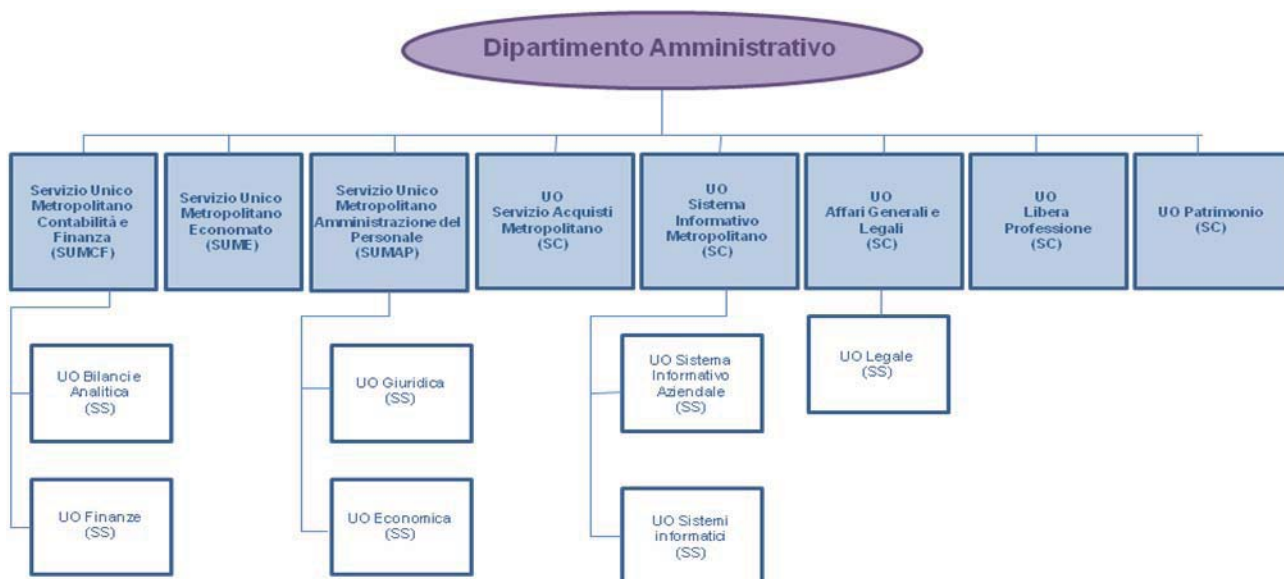 Dipartimento Amministrativo
Servizio Unico
Metropolitano
Contabilità e
Finanza
(SUMCF)
Servizio Unico
Metropolitano
Economato
(SUME)
Servizio Unico
Metropolitano
Amministrazione del
Personale
(SUMAP)
UO
Servizio Acquisti
Metropolitano
(SC)
UO
Sistema
Informativo
Metropolitano
(SC)
UO
Affari Generali e
Legali
(SC)
UO
Libera
Professione
(SC)
UO Patrimonio
(SC)
UO Bilanci e
Analitica
(SS)
UO Giuridica
(SS)
UO Sistema
Informativo
Aziendale
(SS)
UO Legale
(SS)
UO Finanze
(SS)
UO Economica
(SS)
UO Sistemi
informatici
(SS)